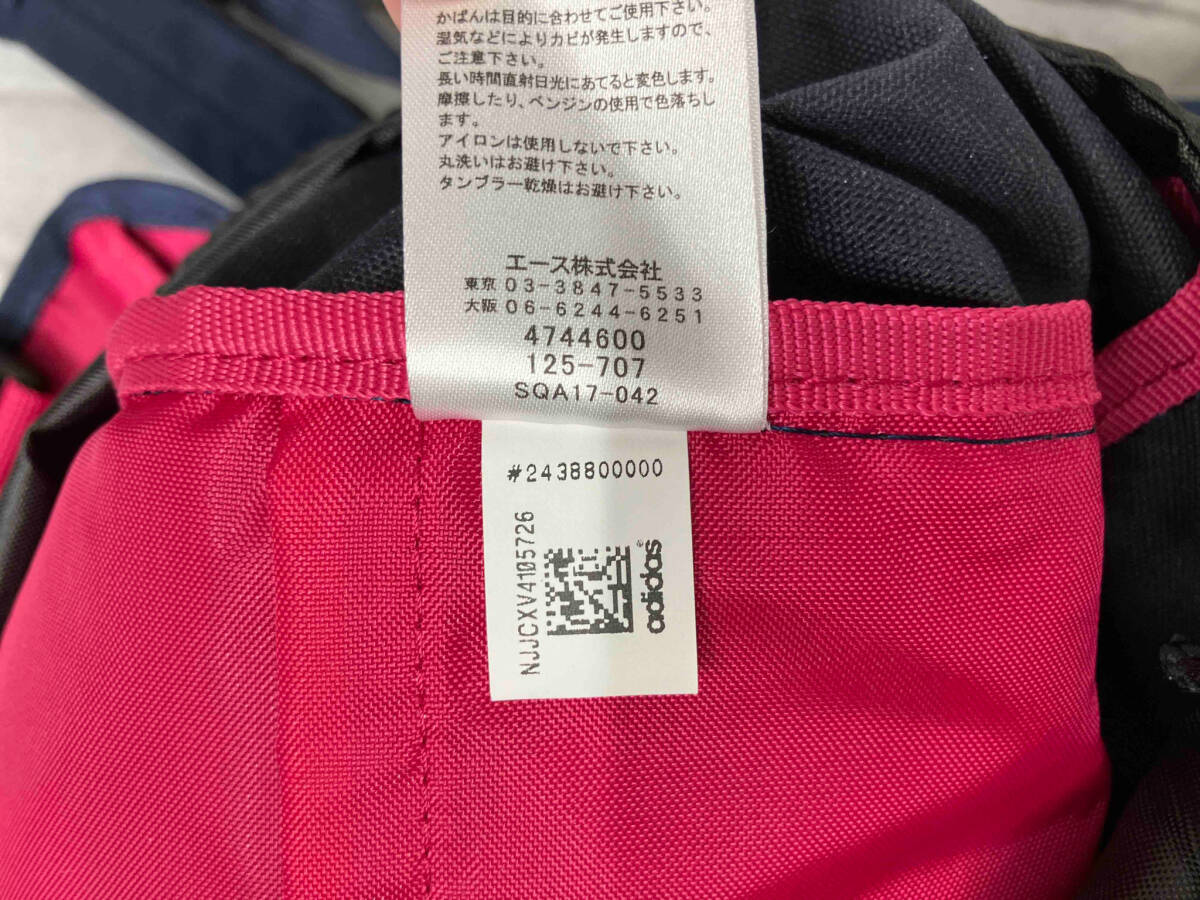 かばんは目的に合わせてご使用下さい。
湿気などによりカビが発生しますので、
ご注意下さい。
長い時間直射日光にあてると変色します。
摩擦したり、ベンジンの使用で色落ちし
ます。
アイロンは使用しないで下さい。
丸洗いはお避け下さい。
タンブラー乾燥はお避け下さい。
エース株式会社
東京 03-3847-5533
大阪 06-6244-6251
4744600
125-707
SQA17-042
#2438800000
NJJCXV4105726
adidas®